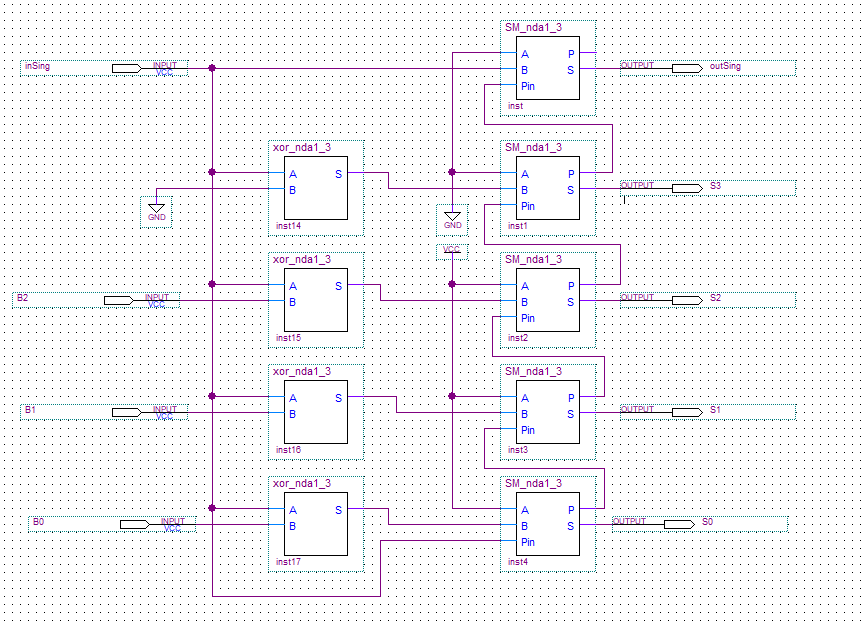 SM_nda1_3
inSing INPUT VCC A P OUTPUT outSing
B S
Pin
inst
xor_nda1_3 SM_nda1_3
A S A P OUTPUT S3
B B S
GND Pin GND
inst14 inst1
VCC
xor_nda1_3 SM_nda1_3
A S A P
B2 INPUT VCC B B S OUTPUT S2
Pin
inst15 inst2
xor_nda1_3 SM_nda1_3
A S A P
B1 INPUT VCC B B S OUTPUT S1
Pin
inst16 inst3
xor_nda1_3 SM_nda1_3
A S A P
B0 INPUT VCC B B S OUTPUT S0
Pin
inst17 inst4